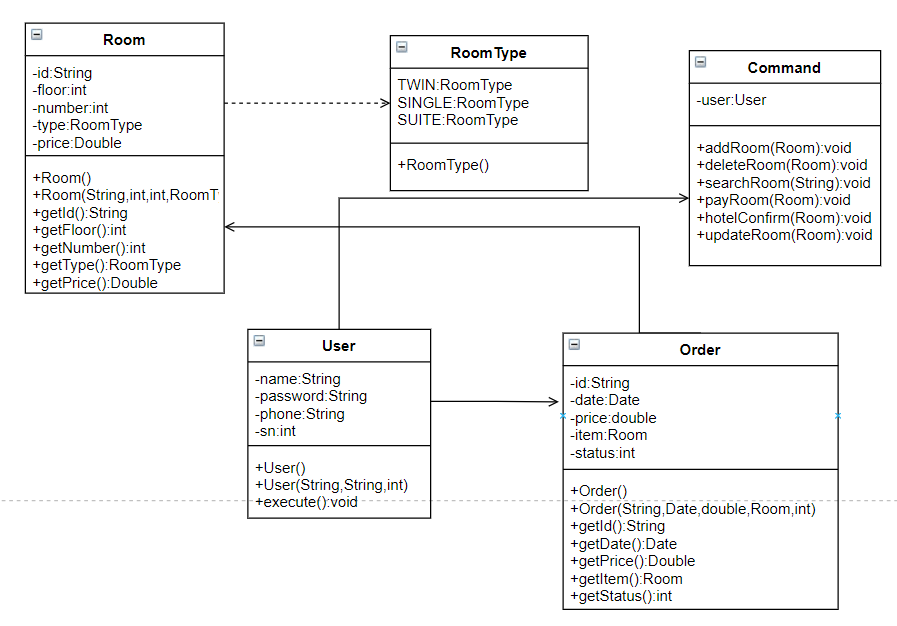 Room
-id:String
-floor:int
-number:int
-type:RoomType
-price:Double
+Room()
+Room(String,int,int,RoomT
+getId():String
+getFloor():int
+getNumber():int
+getType():RoomType
+getPrice():Double
RoomType
TWIN:RoomType
SINGLE:RoomType
SUITE:RoomType
+RoomType()
Command
-user:User
+addRoom(Room):void
+deleteRoom(Room):void
+searchRoom(String):void
+payRoom(Room):void
+hotelConfirm(Room):void
+updateRoom(Room):void
User
-name:String
-password:String
-phone:String
-sn:int
+User()
+User(String,String,int)
+execute():void
Order
-id:String
-date:Date
-price:double
-item:Room
-status:int
+Order()
+Order(String,Date,double,Room,int)
+getId():String
+getDate():Date
+getPrice():Double
+getItem():Room
+getStatus():int